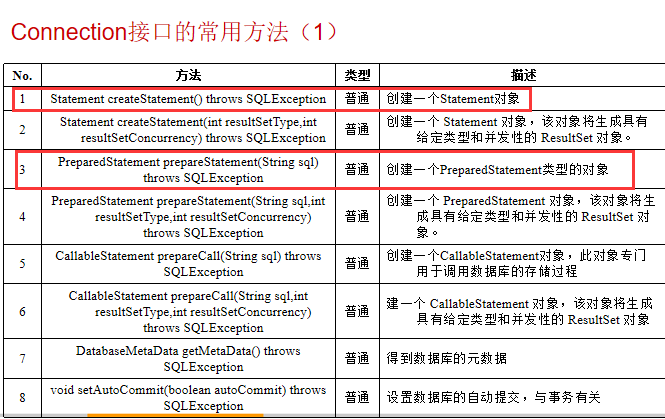 Connection接口的常用方法（1）
No. 方法 类型 描述
1 Statement createStatement() throws SQLException 普通 创建一个Statement对象
2 Statement createStatement(int resultSetType,int 普通 创建一个 Statement 对象，该对象将生成具有
resultSetConcurrency) throws SQLException 给定类型和并发性的 ResultSet 对象。
3 PreparedStatement prepareStatement(String sql) 普通 创建一个PreparedStatement类型的对象
throws SQLException
4 PreparedStatement prepareStatement(String sql,int 普通 创建一个 PreparedStatement 对象，该对象将生
resultSetType,int resultSetConcurrency) 成具有给定类型和并发性的 ResultSet 对
throws SQLException 象。
5 CallableStatement prepareCall(String sql) throws 普通 创建一个CallableStatement对象，此对象专门
SQLException 用于调用数据库的存储过程
6 CallableStatement prepareCall(String sql,int 普通 建一个 CallableStatement 对象，该对象将生成
resultSetType,int resultSetConcurrency) 具有给定类型和并发性的 ResultSet 对象
throws SQLException
7 DatabaseMetaData getMetaData() throws 普通 得到数据库的元数据
SQLException
8 void setAutoCommit(boolean autoCommit) throws 普通 设置数据库的自动提交，与事务有关
SQLException